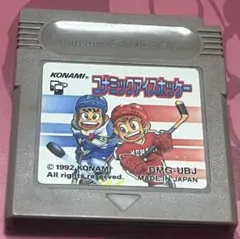 KONAMI
コナミックアイスホッケー
© 1992 KONAMI
All rights reserved.
DMG-UBJ
MADE IN JAPAN